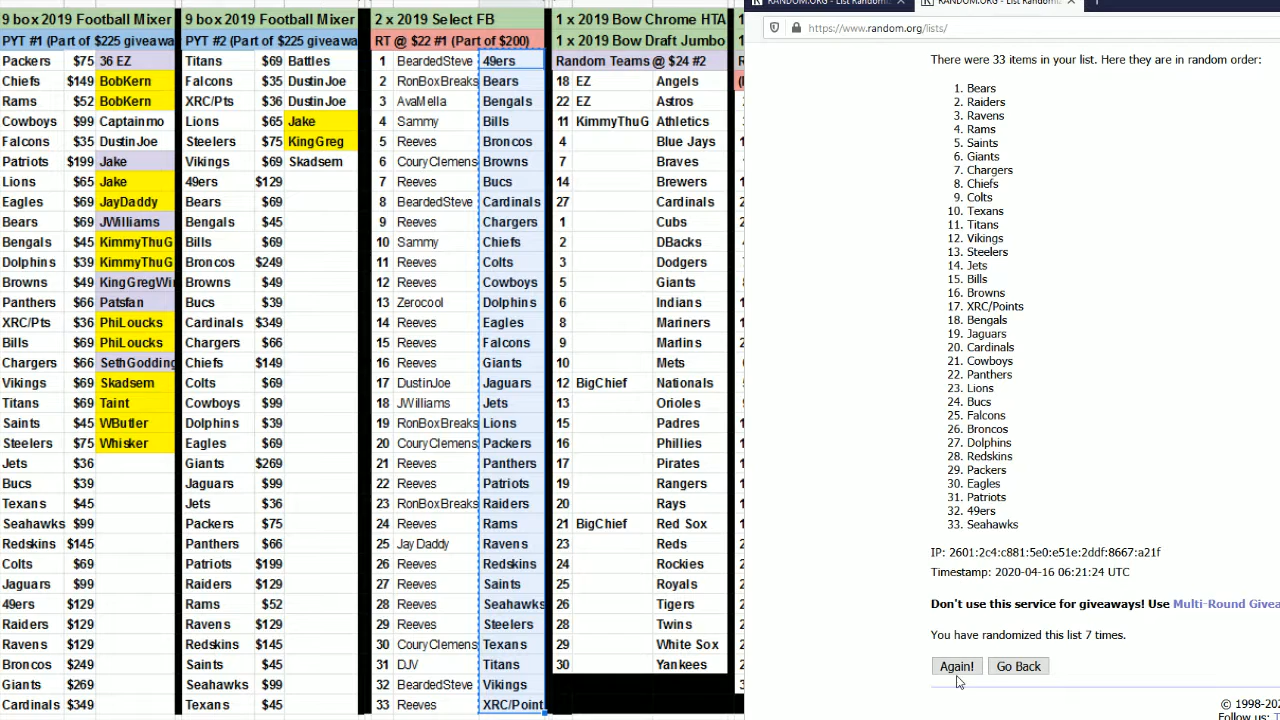 9 box 2019 Football Mixer
PYT #1 (Part of $225 giveawa
Packers $75 36 EZ
Chiefs $149 BobKern
Rams $52 BobKern
Cowboys $99 Captainmo
Falcons $35 DustinJoe
Patriots $199 Jake
Lions $65 Jake
Eagles $69 JayDaddy
Bears $69 JWilliams
Bengals $45 KimmyThuG
Dolphins $39 KimmyThuG
Browns $49 KingGregWi
Panthers $66 Patsfan
XRC/Pts $36 PhiLoucks
Bills $69 PhiLoucks
Chargers $66 SethGodding
Vikings $69 Skadsem
Titans $69 Taint
Saints $45 WButler
Steelers $75 Whisker
Jets $36
Bucs $39
Texans $45
Seahawks $99
Redskins $145
Colts $69
Jaguars $99
49ers $129
Raiders $129
Ravens $129
Broncos $249
Giants $269
Cardinals $349
9 box 2019 Football Mixer
PYT #2 (Part of $225 giveawa
Titans $69 Battles
Falcons $35 DustinJoe
XRC/Pts $36 DustinJoe
Lions $65 Jake
Steelers $75 KingGreg
Vikings $69 Skadsem
49ers $129
Bears $69
Bengals $45
Bills $69
Broncos $249
Browns $49
Bucs $39
Cardinals $349
Chargers $66
Chiefs $149
Colts $69
Cowboys $99
Dolphins $39
Eagles $69
Giants $269
Jaguars $99
Jets $36
Packers $75
Panthers $66
Patriots $199
Raiders $129
Rams $52
Ravens $129
Redskins $145
Saints $45
Seahawks $99
Texans $45
2 x 2019 Select FB
RT @ $22 #1 (Part of $200)
1 BeardedSteve 49ers
2 RonBoxBreaks Bears
3 AvaMella Bengals
4 Sammy Bills
5 Reeves Broncos
6 CouryClemens Browns
7 Reeves Bucs
8 BeardedSteve Cardinals
9 Reeves Chargers
10 Sammy Chiefs
11 Reeves Colts
12 Reeves Cowboys
13 Zerocool Dolphins
14 Reeves Eagles
15 Reeves Falcons
16 Reeves Giants
17 DustinJoe Jaguars
18 JWilliams Jets
19 RonBoxBreaks Lions
20 CouryClemens Packers
21 Reeves Panthers
22 Reeves Patriots
23 RonBoxBreaks Raiders
24 Reeves Rams
25 Jay Daddy Ravens
26 Reeves Redskins
27 Reeves Saints
28 Reeves Seahawks
29 Reeves Steelers
30 CouryClemens Texans
31 DJV Titans
32 BeardedSteve Vikings
33 Reeves XRC/Point
1 x 2019 Bow Chrome HTA
1 x 2019 Bow Draft Jumbo
Random Teams @ $24 #2
18 EZ Angels
22 EZ Astros
11 KimmyThuG Athletics
4 Blue Jays
7 Braves
14 Brewers
27 Cardinals
1 Cubs
2 DBacks
3 Dodgers
5 Giants
6 Indians
8 Mariners
9 Marlins
10 Mets
12 BigChief Nationals
13 Orioles
15 Padres
16 Phillies
17 Pirates
19 Rangers
20 Rays
21 BigChief Red Sox
23 Reds
24 Rockies
25 Royals
26 Tigers
28 Twins
29 White Sox
30 Yankees
RANDOM.ORG - List Randomi
RANDOM.ORG - List Randomi
https://www.random.org/lists/
There were 33 items in your list. Here they are in random order:
1. Bears
2. Raiders
3. Ravens
4. Rams
5. Saints
6. Giants
7. Chargers
8. Chiefs
9. Colts
10. Texans
11. Titans
12. Vikings
13. Steelers
14. Jets
15. Bills
16. Browns
17. XRC/Points
18. Bengals
19. Jaguars
20. Cardinals
21. Cowboys
22. Panthers
23. Lions
24. Bucs
25. Falcons
26. Broncos
27. Dolphins
28. Redskins
29. Packers
30. Eagles
31. Patriots
32. 49ers
33. Seahawks
IP: 2601:2c4:c881:5e0:e51e:2ddf:8667:a21f
Timestamp: 2020-04-16 06:21:24 UTC
Don't use this service for giveaways! Use Multi-Round Givea
You have randomized this list 7 times.
Again! Go Back
© 1998-202
Follow us: